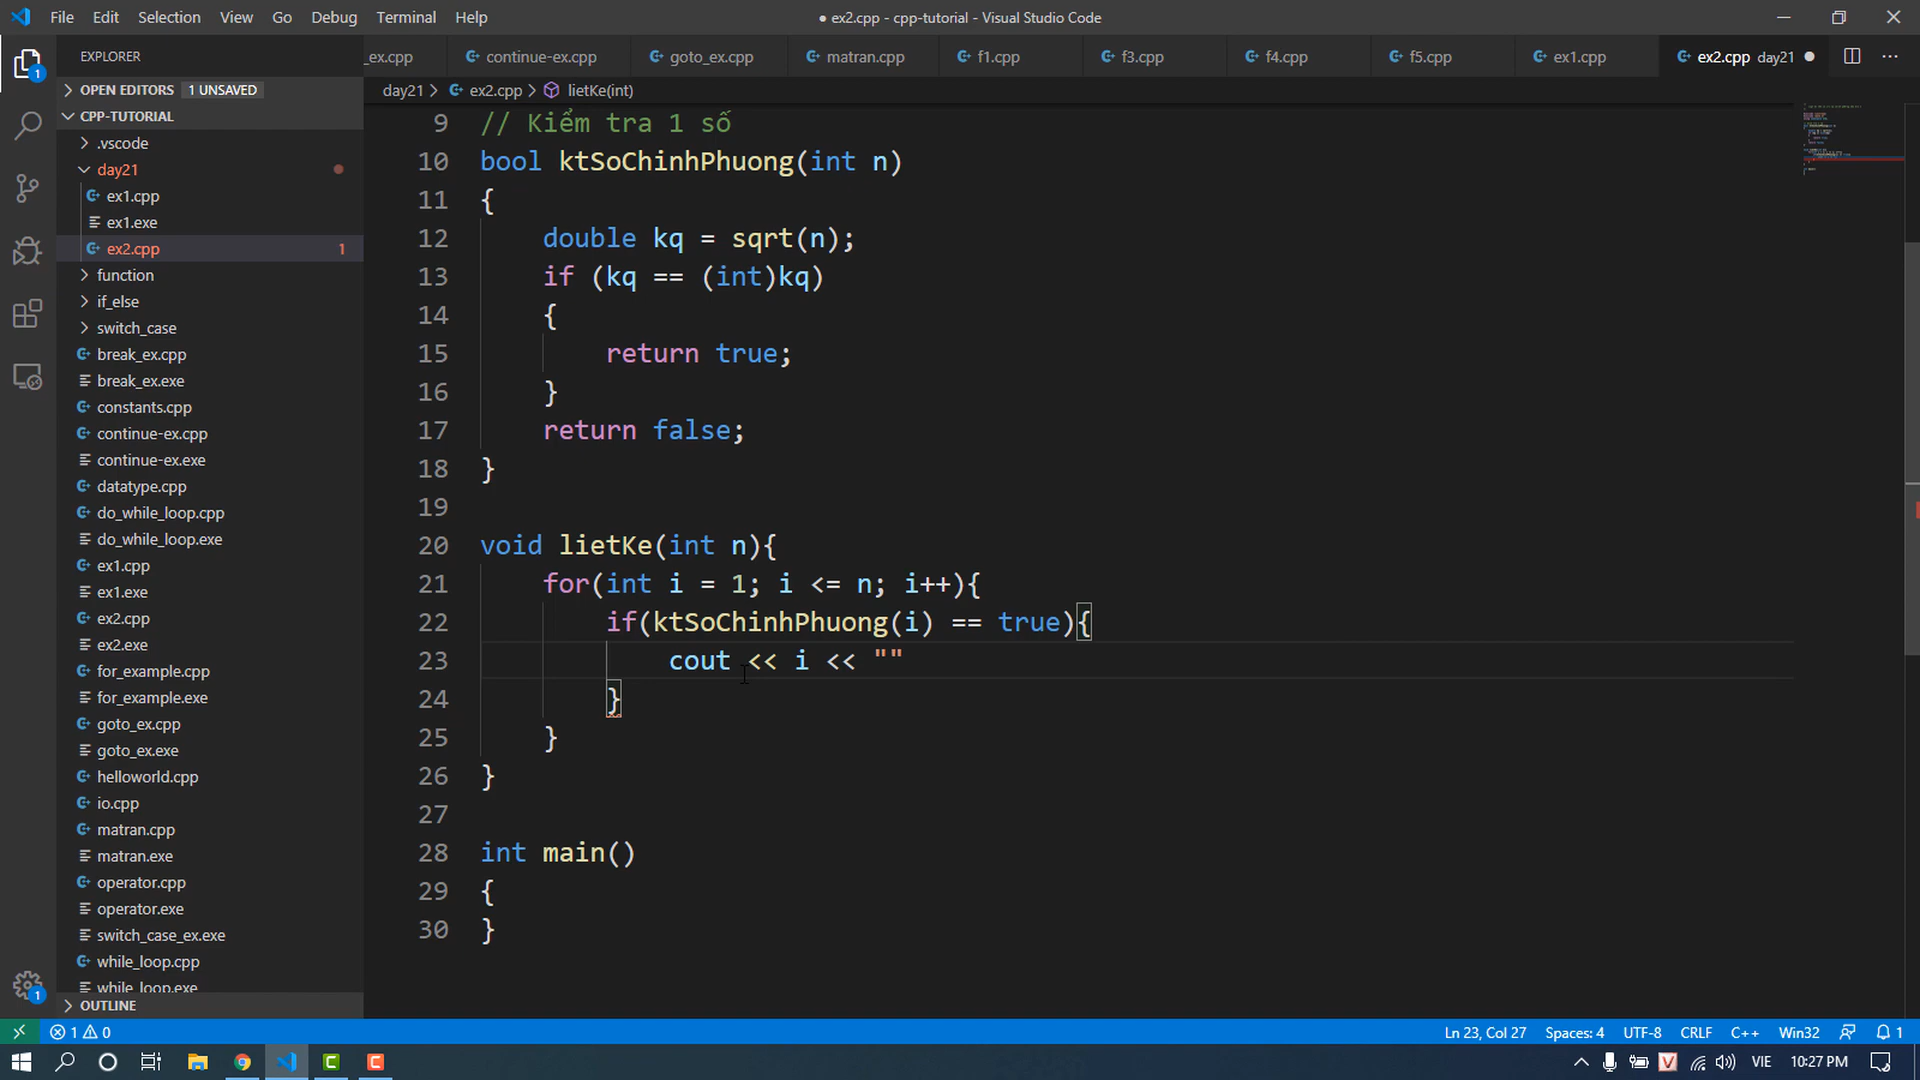 File Edit Selection View Go Debug Terminal Help
● ex2.cpp - cpp-tutorial - Visual Studio Code
EXPLORER
_ex.cpp continue-ex.cpp goto_ex.cpp matran.cpp f1.cpp f3.cpp f4.cpp f5.cpp ex1.cpp ex2.cpp day21
OPEN EDITORS 1 UNSAVED
CPP-TUTORIAL
.vscode
day21
ex1.cpp
ex1.exe
ex2.cpp 1
function
if_else
switch_case
break_ex.cpp
break_ex.exe
constants.cpp
continue-ex.cpp
continue-ex.exe
datatype.cpp
do_while_loop.cpp
do_while_loop.exe
ex1.cpp
ex1.exe
ex2.cpp
ex2.exe
for_example.cpp
for_example.exe
goto_ex.cpp
goto_ex.exe
helloworld.cpp
io.cpp
matran.cpp
matran.exe
operator.cpp
operator.exe
switch_case_ex.exe
while_loop.cpp
while_loop.exe
OUTLINE
day21 > ex2.cpp > lietKe(int)
9 // Kiểm tra 1 số
10 bool ktSoChinhPhuong(int n)
11 {
12 double kq = sqrt(n);
13 if (kq == (int)kq)
14 {
15 return true;
16 }
17 return false;
18 }
19
20 void lietKe(int n){
21 for(int i = 1; i <= n; i++){
22 if(ktSoChinhPhuong(i) == true){
23 cout << i << ""
24 }
25 }
26 }
27
28 int main()
29 {
30 }
1 0
Ln 23, Col 27 Spaces: 4 UTF-8 CRLF C++ Win32 1
VIE 10:27 PM